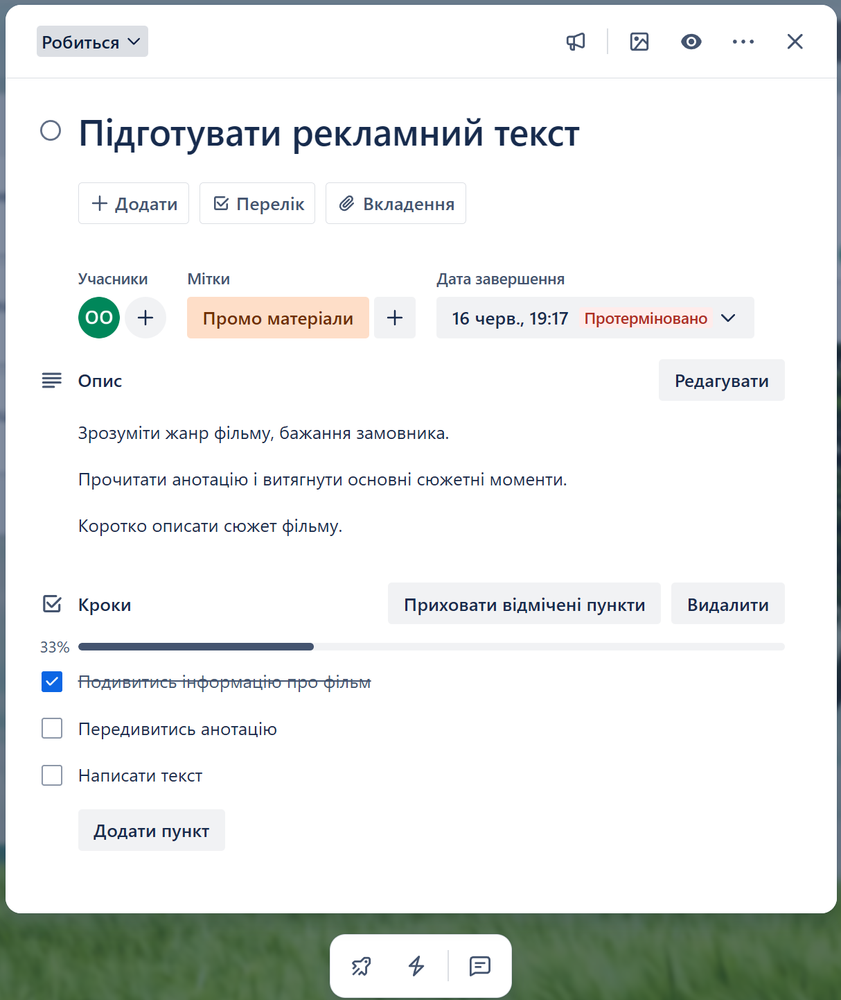 Робиться
Підготувати рекламний текст
Додати Перелік Вкладення
Учасники Мітки Дата завершення
ОО Промо матеріали 16 черв., 19:17 Протерміновано
Опис Редагувати
Зрозуміти жанр фільму, бажання замовника.
Прочитати анотацію і витягнути основні сюжетні моменти.
Коротко описати сюжет фільму.
Кроки Приховати відмічені пункти Видалити
33%
Подивитись інформацію про фільм
Передивитись анотацію
Написати текст
Додати пункт